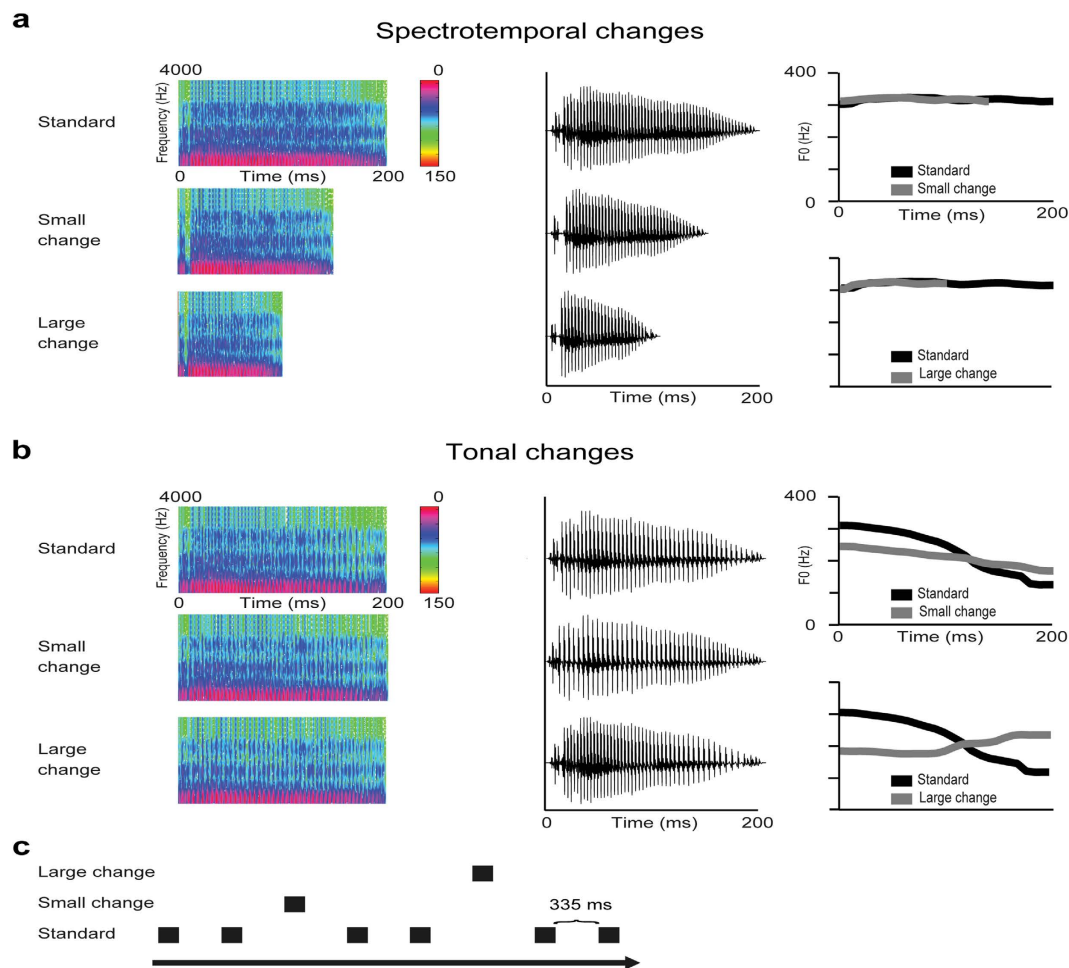 a
Spectrotemporal changes
4000
0
Standard
Frequency (Hz)
0
Time (ms)
200
150
Small
change
Large
change
0
Time (ms)
200
400
F0 (Hz)
Standard
Small change
0
0
Time (ms)
200
Standard
Large change
b
Tonal changes
4000
0
Standard
Frequency (Hz)
0
Time (ms)
200
150
Small
change
Large
change
0
Time (ms)
200
400
F0 (Hz)
Standard
Small change
0
0
Time (ms)
200
Standard
Large change
c
Large change
Small change
335 ms
Standard